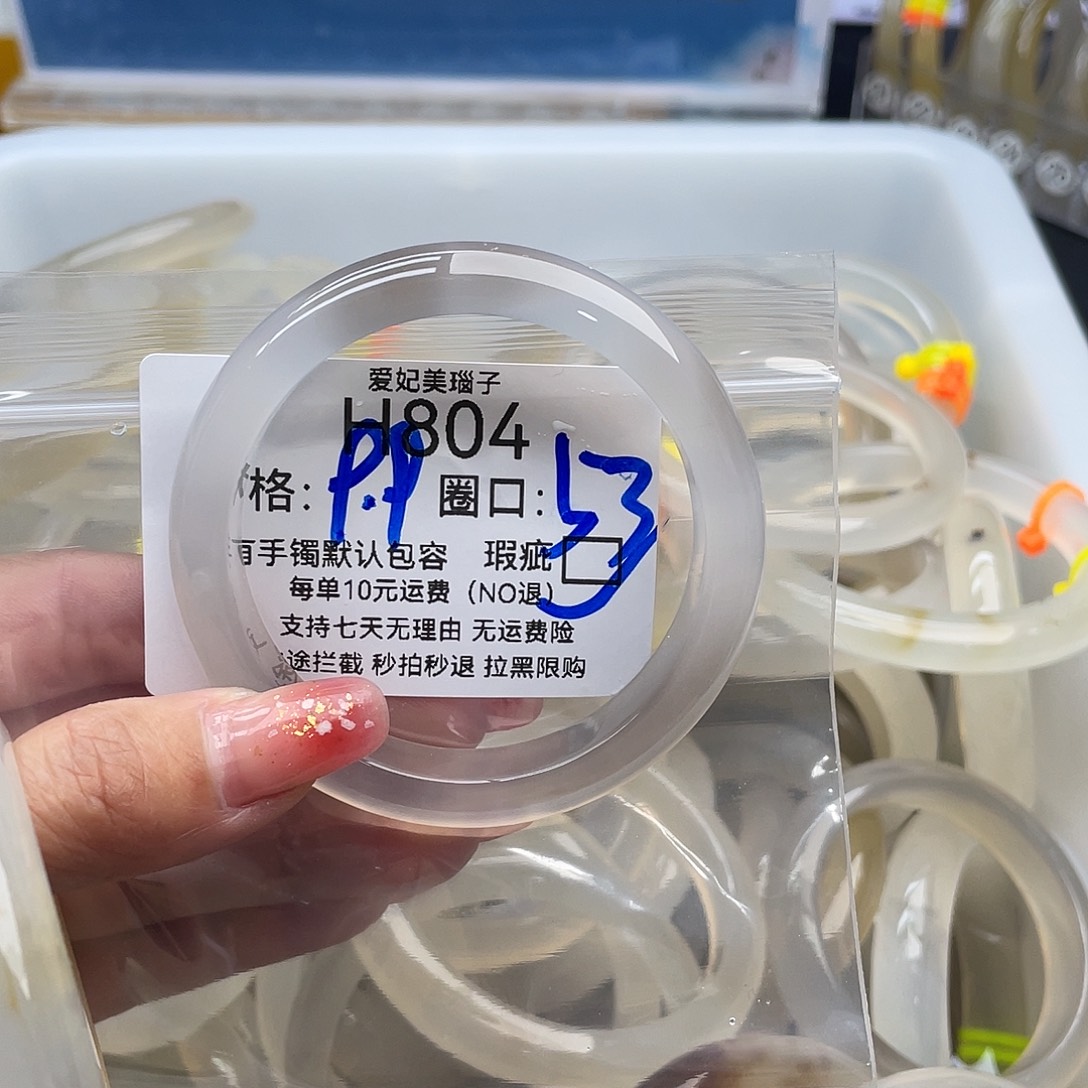 爱妃美瑙子
H804
格: 9.9 圈口: 53
有手镯默认包容 瑕疵
每单10元运费 (NO退)
支持七天无理由 无运费险
途拦截 秒拍秒退 拉黑限购